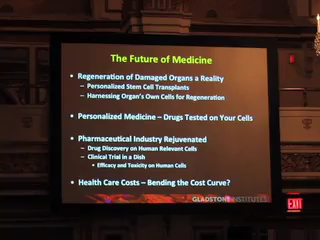 The Future of Medicine
• Regeneration of Damaged Organs a Reality
– Personalized Stem Cell Transplants
– Harnessing Organ's Own Cells for Regeneration
• Personalized Medicine – Drugs Tested on Your Cells
• Pharmaceutical Industry Rejuvenated
– Drug Discovery on Human Relevant Cells
– Clinical Trial in a Dish
• Efficacy and Toxicity on Human Cells
• Health Care Costs – Bending the Cost Curve?
GLADSTONE INSTITUTES
EXIT